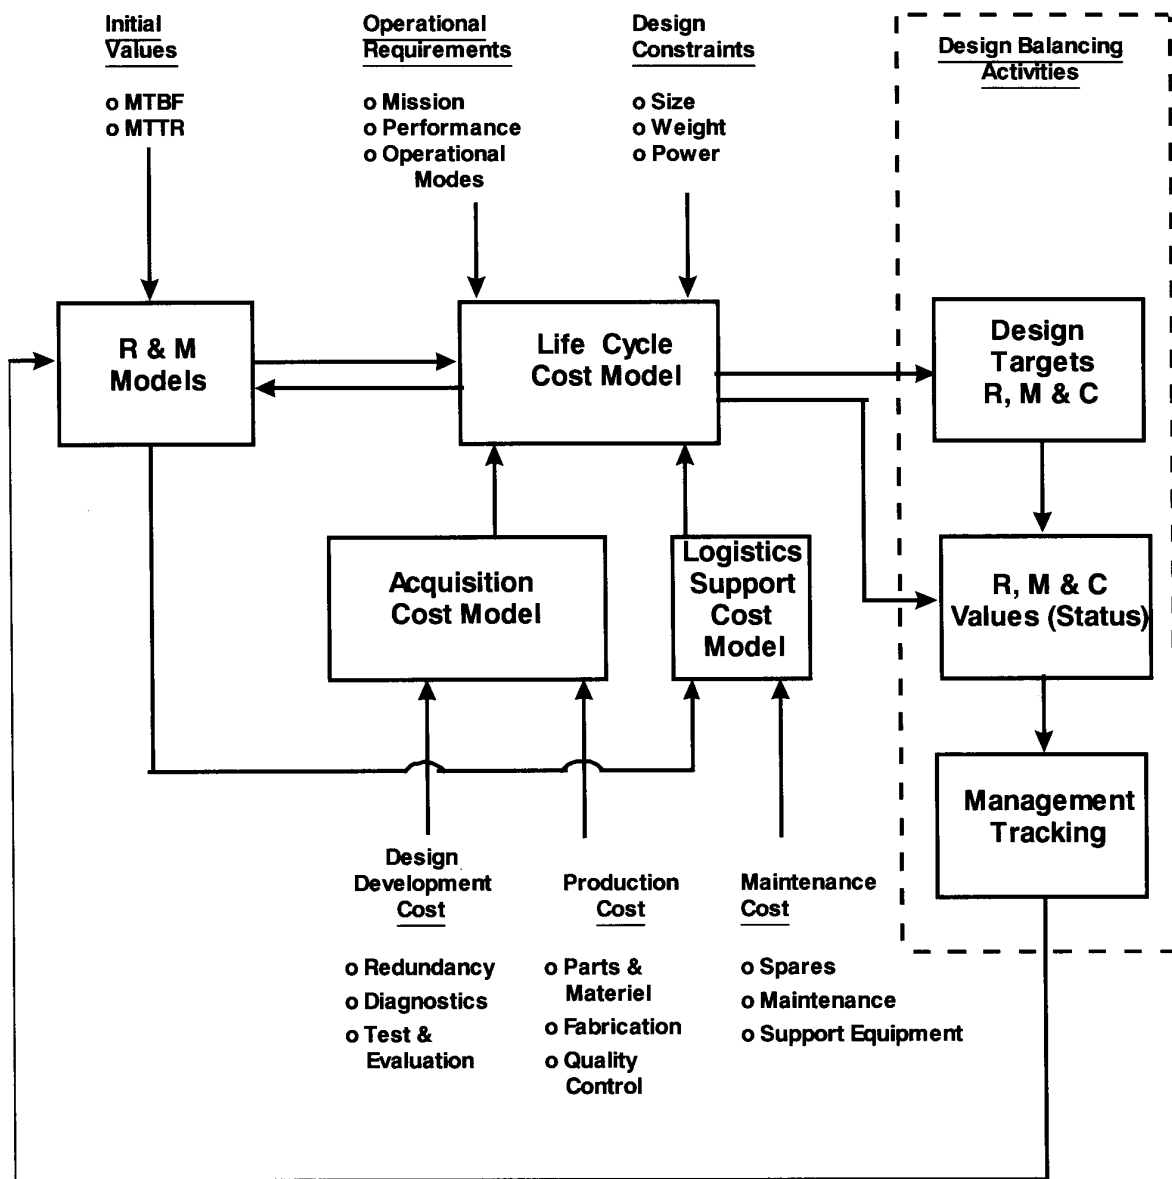 Initial
Values
o MTBF
o MTTR
Operational
Requirements
o Mission
o Performance
o Operational
Modes
Design
Constraints
o Size
o Weight
o Power
Design Balancing
Activities
R & M
Models
Life Cycle
Cost Model
Design
Targets
R, M & C
Acquisition
Cost Model
Logistics
Support
Cost
Model
R, M & C
Values (Status)
Management
Tracking
Design
Development
Cost
o Redundancy
o Diagnostics
o Test &
Evaluation
Production
Cost
o Parts &
Materiel
o Fabrication
o Quality
Control
Maintenance
Cost
o Spares
o Maintenance
o Support Equipment